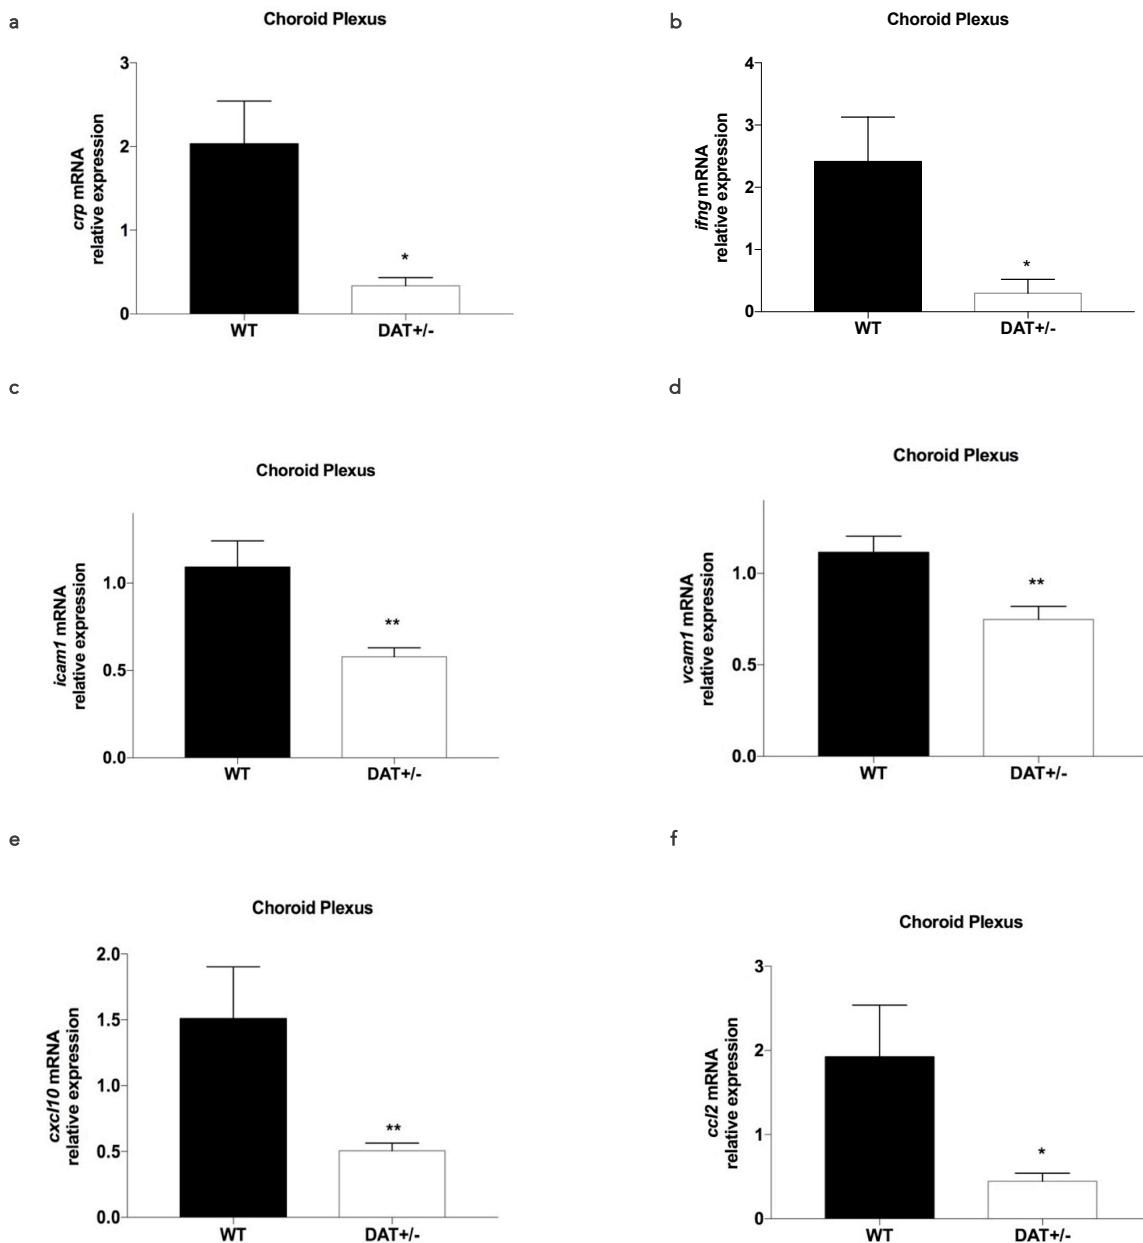 a
Choroid Plexus
crp mRNA
relative expression
3
2
1
0
*
WT
DAT+/-
b
Choroid Plexus
ifng mRNA
relative expression
4
3
2
1
0
*
WT
DAT+/-
c
Choroid Plexus
icam1 mRNA
relative expression
1.0
0.5
0.0
**
WT
DAT+/-
d
Choroid Plexus
vcam1 mRNA
relative expression
1.0
0.5
0.0
**
WT
DAT+/-
e
Choroid Plexus
cxcl10 mRNA
relative expression
2.0
1.5
1.0
0.5
0.0
**
WT
DAT+/-
f
Choroid Plexus
ccl2 mRNA
relative expression
3
2
1
0
*
WT
DAT+/-